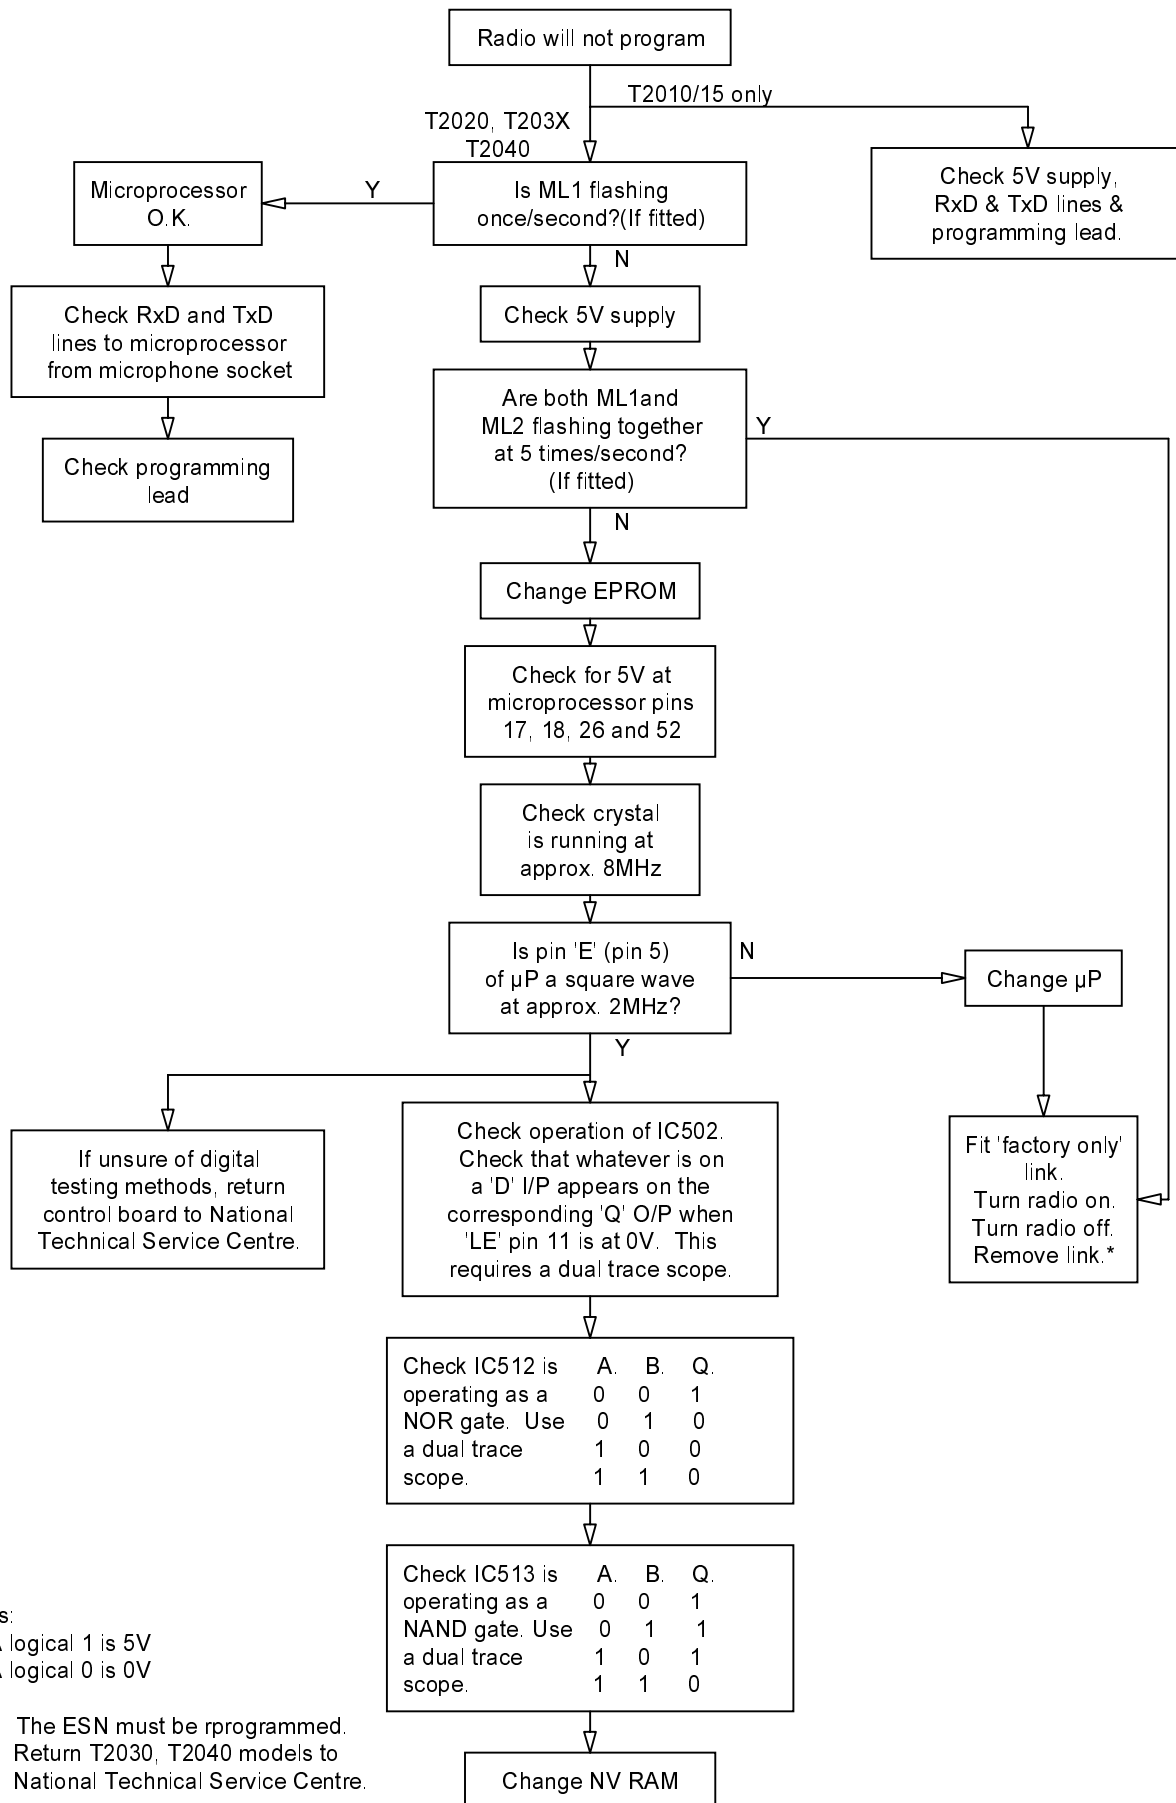 Radio will not program
T2010/15 only
T2020, T203X
T2040
Check 5V supply,
RxD & TxD lines &
programming lead.
Is ML1 flashing
once/second?(If fitted)
Y
Microprocessor
O.K.
N
Check RxD and TxD
lines to microprocessor
from microphone socket
Check programming
lead
Check 5V supply
Are both ML1and
ML2 flashing together
at 5 times/second?
(If fitted)
Y
N
Change EPROM
Check for 5V at
microprocessor pins
17, 18, 26 and 52
Check crystal
is running at
approx. 8MHz
Is pin 'E' (pin 5)
of µP a square wave
at approx. 2MHz?
N
Change µP
Y
If unsure of digital
testing methods, return
control board to National
Technical Service Centre.
Check operation of IC502.
Check that whatever is on
a 'D' I/P appears on the
corresponding 'Q' O/P when
'LE' pin 11 is at 0V. This
requires a dual trace scope.
Fit 'factory only'
link.
Turn radio on.
Turn radio off.
Remove link.*
Check IC512 is A. B. Q.
operating as a 0 0 1
NOR gate. Use 0 1 0
a dual trace 1 0 0
scope. 1 1 0
Check IC513 is A. B. Q.
operating as a 0 0 1
NAND gate. Use 0 1 1
a dual trace 1 0 1
scope. 1 1 0
Change NV RAM
s:
A logical 1 is 5V
A logical 0 is 0V
The ESN must be rprogrammed.
Return T2030, T2040 models to
National Technical Service Centre.